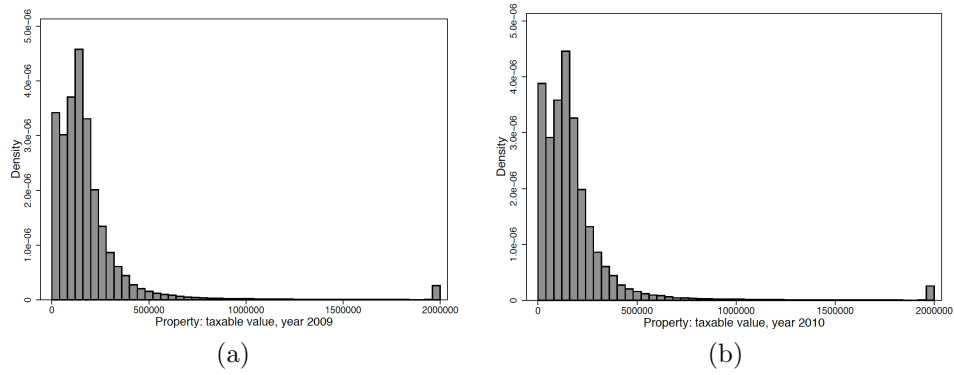 5.0e-06
4.0e-06
3.0e-06
2.0e-06
1.0e-06
0
Density
0 500000 1000000 1500000 2000000
Property: taxable value, year 2009
(a)
5.0e-06
4.0e-06
3.0e-06
2.0e-06
1.0e-06
0
Density
0 500000 1000000 1500000 2000000
Property: taxable value, year 2010
(b)